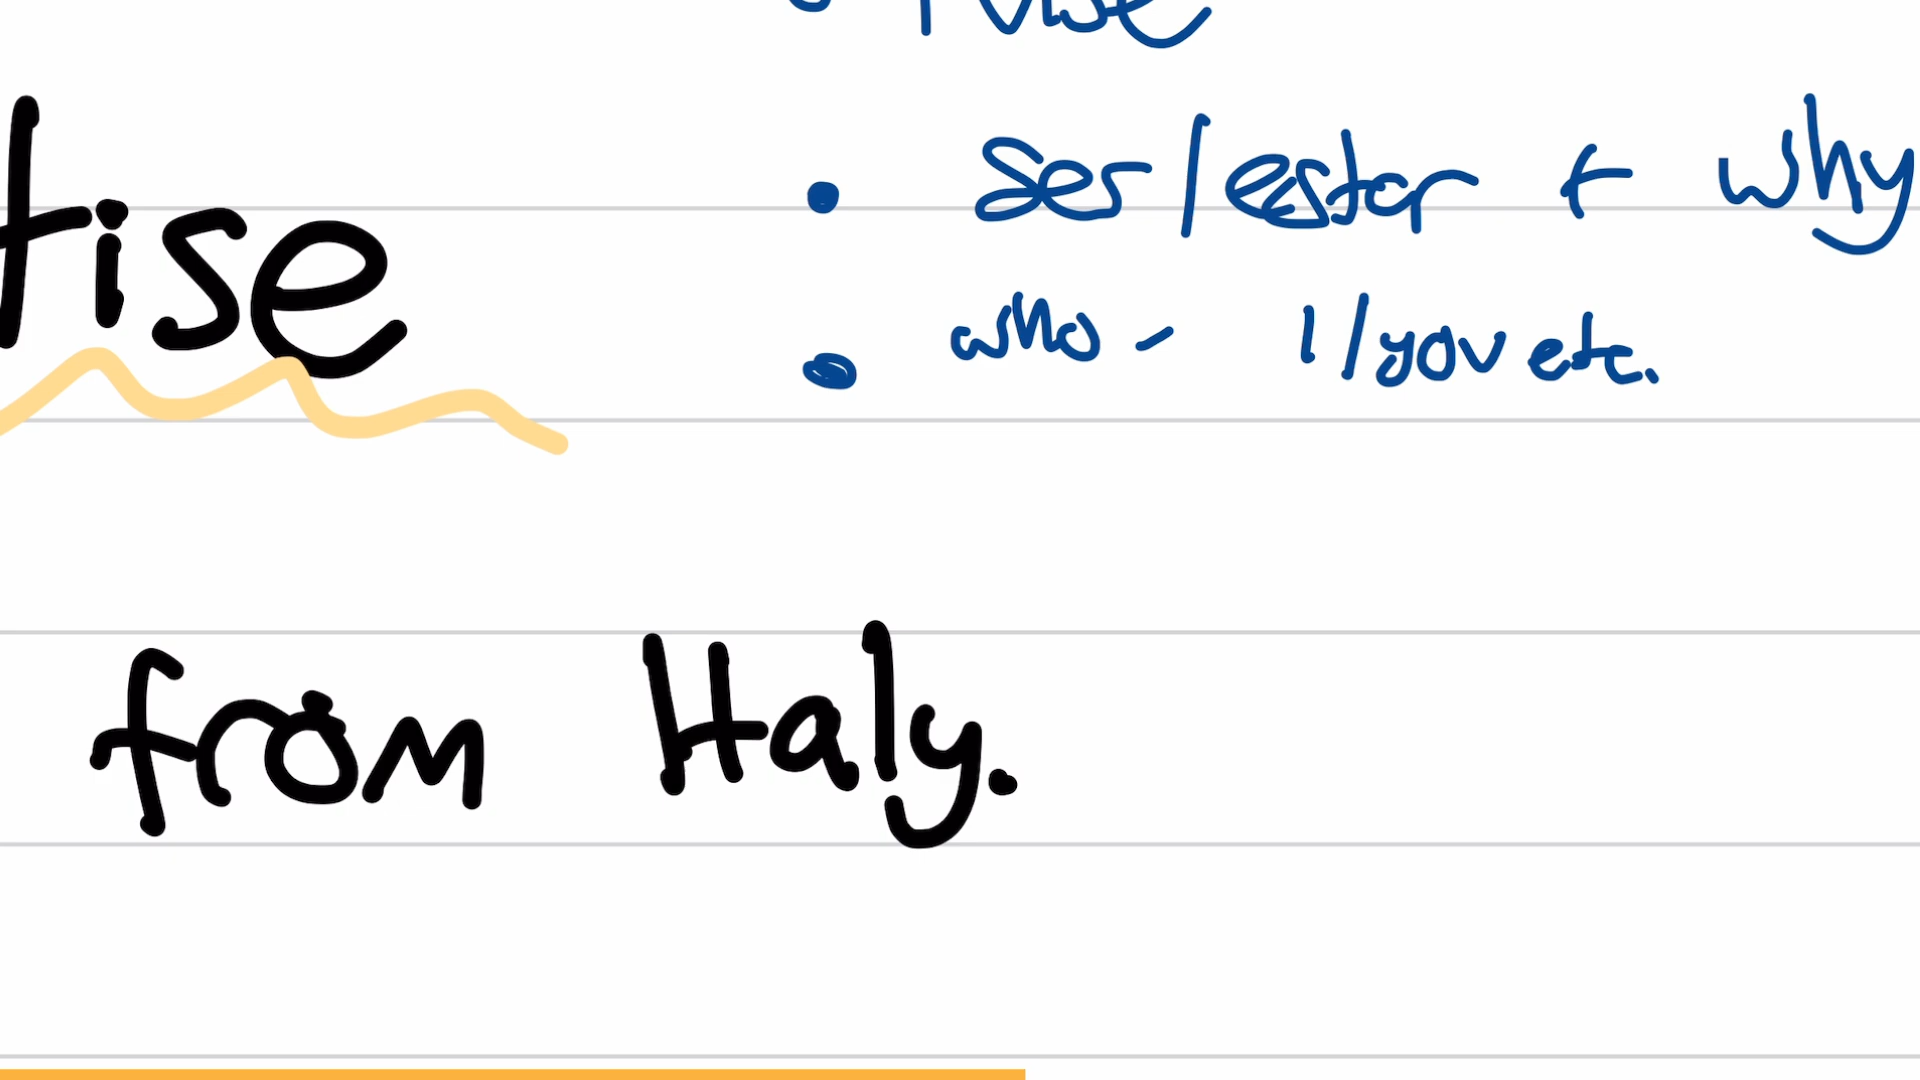 ser/estar + why
tise
who - I/you etc.
from Italy.